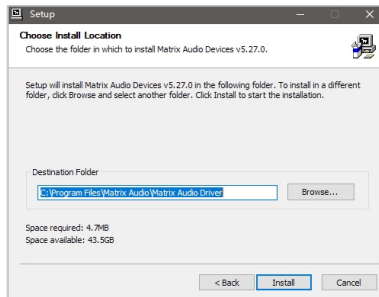 Setup
Choose Install Location
Choose the folder in which to install Matrix Audio Devices v5.27.0.
Setup will install Matrix Audio Devices v5.27.0 in the following folder. To install in a different
folder, click Browse and select another folder. Click Install to start the installation.
Destination Folder
C:\Program Files\Matrix Audio\Matrix Audio Driver
Browse...
Space required: 4.7MB
Space available: 43.5GB
< Back
Install
Cancel